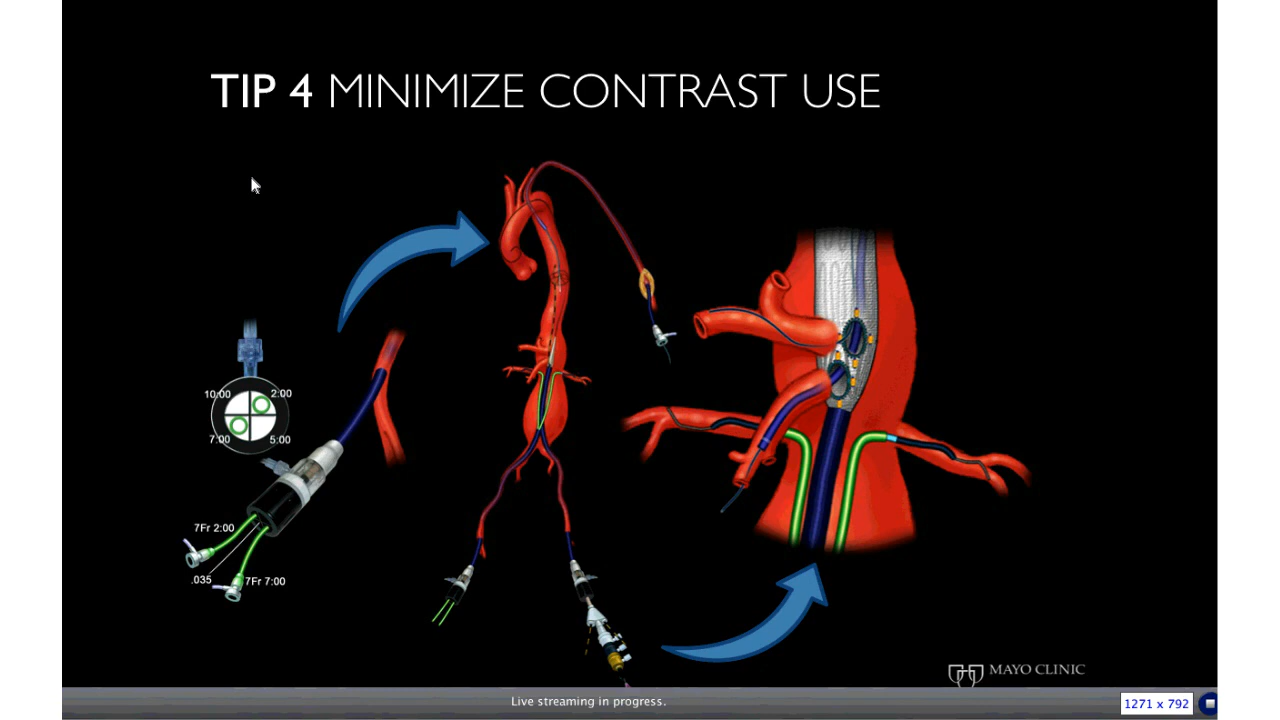 TIP 4 MINIMIZE CONTRAST USE
10:00 2:00
7:00 5:00
7Fr 2:00
.035 7Fr 7:00
MAYO CLINIC
Live streaming in progress.
1271 x 792